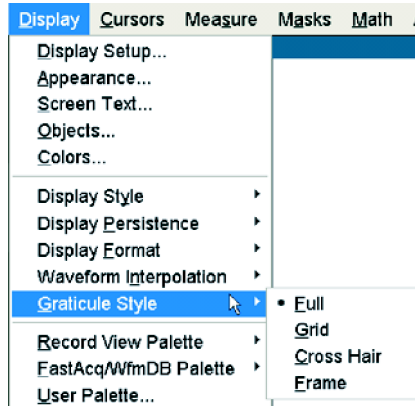 Display Cursors Measure Masks Math
Display Setup...
Appearance...
Screen Text...
Objects...
Colors...
Display Style
Display Persistence
Display Format
Waveform Interpolation
Graticule Style
Full
Grid
Cross Hair
Frame
Record View Palette
FastAcq/WfmDB Palette
User Palette...